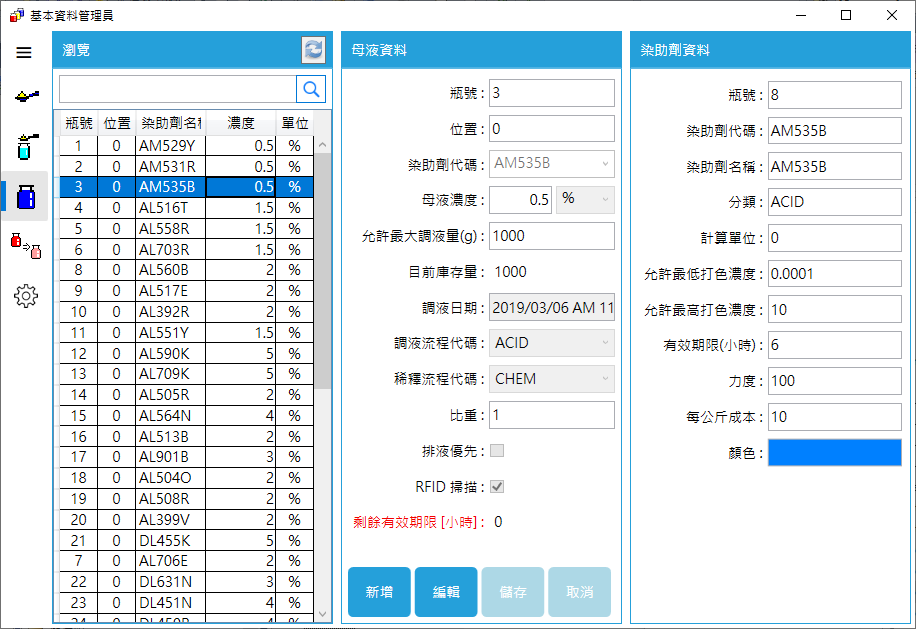 基本資料管理員
瀏覽
瓶號 位置 染助劑名稱 濃度 單位
1 0 AM529Y 0.5 %
2 0 AM531R 0.5 %
3 0 AM535B 0.5 %
4 0 AL516T 1.5 %
5 0 AL558R 1.5 %
6 0 AL703R 1.5 %
8 0 AL560B 2 %
9 0 AL517E 2 %
10 0 AL392R 2 %
11 0 AL551Y 1.5 %
12 0 AL590K 5 %
13 0 AL709K 5 %
14 0 AL505R 2 %
15 0 AL564N 4 %
16 0 AL513B 2 %
17 0 AL901B 3 %
18 0 AL504O 2 %
19 0 AL508R 2 %
20 0 AL399V 2 %
21 0 DL455K 5 %
7 0 AL706E 2 %
22 0 DL631N 3 %
23 0 DL451N 4 %
母液資料
瓶號 : 3
位置 : 0
染助劑代碼 : AM535B
母液濃度 : 0.5 %
允許最大調液量(g) : 1000
目前庫存量 : 1000
調液日期 : 2019/03/06 AM 11
調液流程代碼 : ACID
稀釋流程代碼 : CHEM
比重 : 1
排液優先 :
RFID 掃描 :
剩餘有效期限 [小時] : 0
新增 編輯 儲存 取消
染助劑資料
瓶號 : 8
染助劑代碼 : AM535B
染助劑名稱 : AM535B
分類 : ACID
計算單位 : 0
允許最低打色濃度 : 0.0001
允許最高打色濃度 : 10
有效期限(小時) : 6
力度 : 100
每公斤成本 : 10
顏色 :